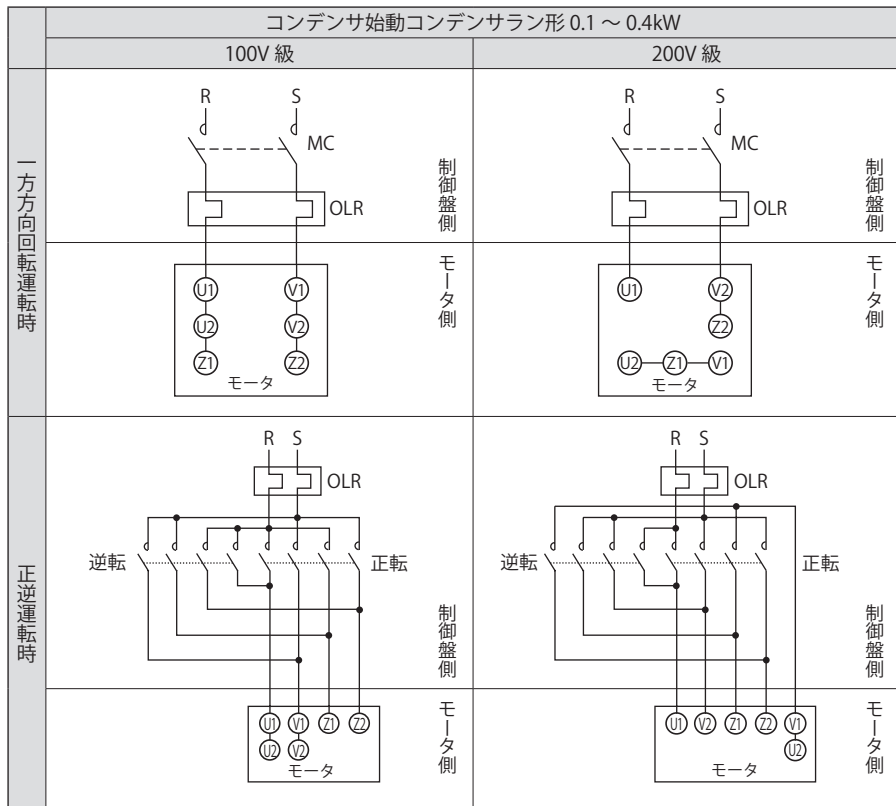 コンデンサ始動コンデンサラン形 0.1 ～ 0.4kW
100V 級
200V 級
一方方向回転運転時
R S
MC
OLR
制御盤側
U1 V1
U2 V2
Z1 Z2
モータ
モータ側
R S
MC
OLR
制御盤側
U1 V2
Z2
U2 Z1 V1
モータ
モータ側
正逆運転時
R S
OLR
逆転 正転
制御盤側
U1 V1 Z1 Z2
U2 V2
モータ
モータ側
R S
OLR
逆転 正転
制御盤側
U1 V2 Z1 Z2 V1
U2
モータ
モータ側